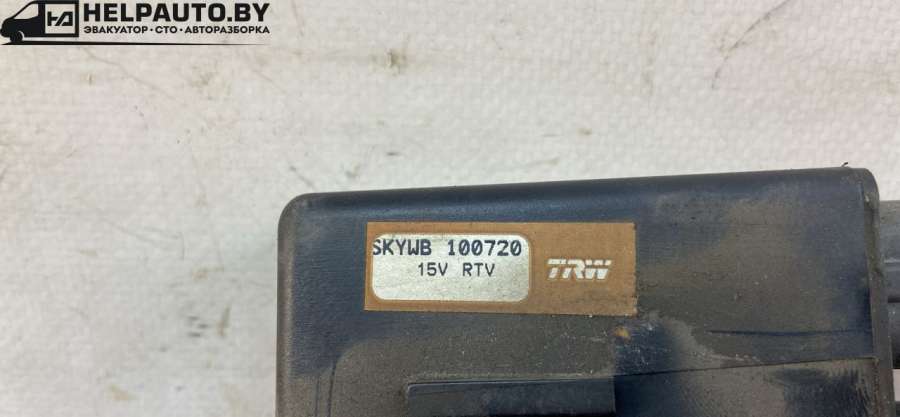 HELPAUTO.BY
ЭВАКУАТОР • СТО • АВТОРАЗБОРКА
SKYWB 100720
15V RTV
TRW